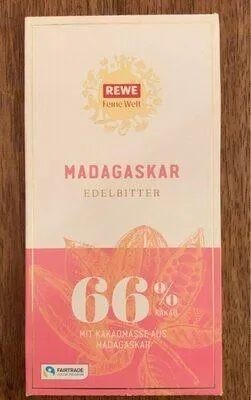 REWE
Feine Welt
MADAGASKAR
EDELBITTER
66%
KAKAO
MIT KAKAOMASSE AUS
MADAGASKAR
FAIRTRADE